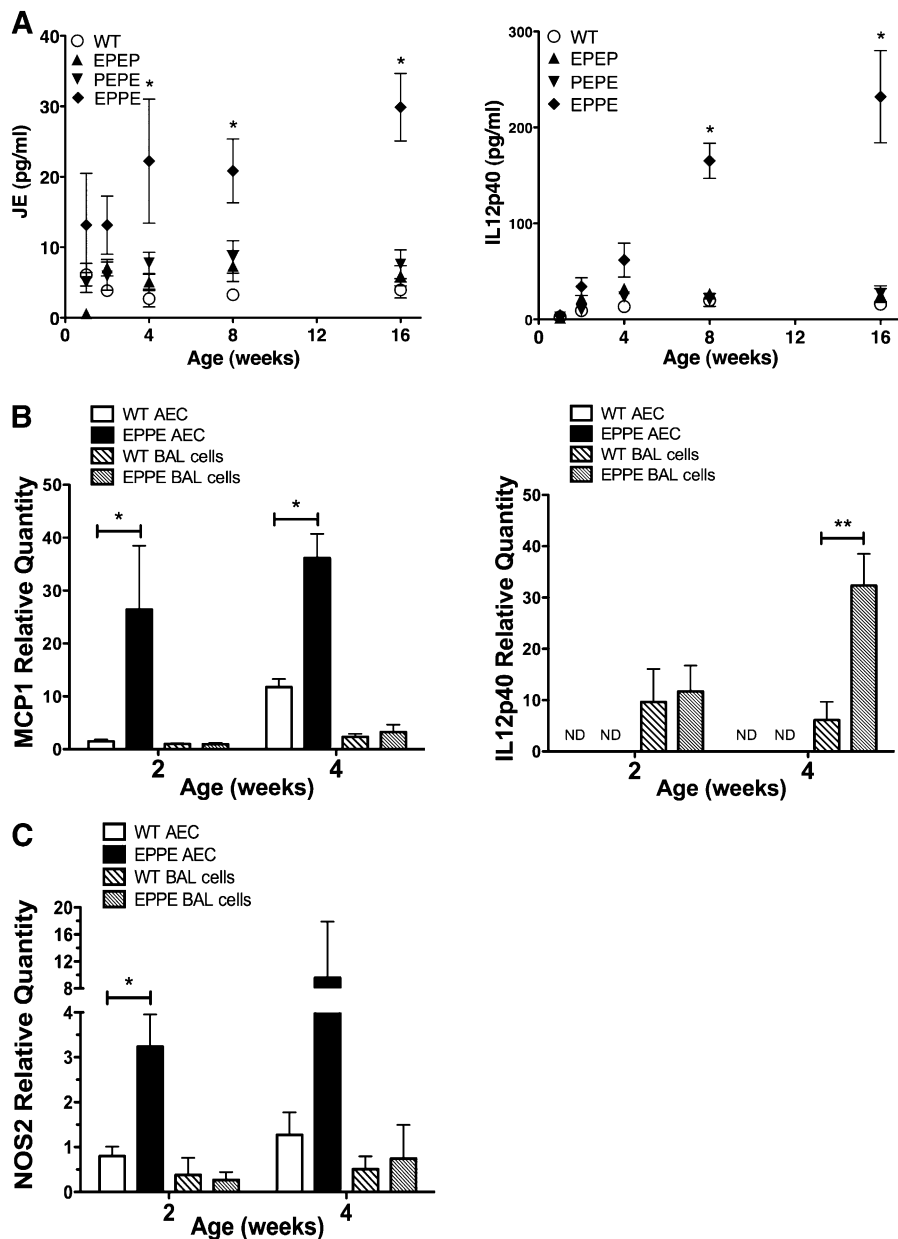 A
WT
EPEP
PEPE
EPPE
JE (pg/ml)
40
30
20
10
0
* * *
0 4 8 12 16
Age (weeks)
WT
EPEP
PEPE
EPPE
IL12p40 (pg/ml)
300
200
100
0
* *
0 4 8 12 16
Age (weeks)
B
WT AEC
EPPE AEC
WT BAL cells
EPPE BAL cells
MCP1 Relative Quantity
50
40
30
20
10
0
* *
2 4
Age (weeks)
WT AEC
EPPE AEC
WT BAL cells
EPPE BAL cells
IL12p40 Relative Quantity
50
40
30
20
10
0
**
ND ND ND ND
2 4
Age (weeks)
C
WT AEC
EPPE AEC
WT BAL cells
EPPE BAL cells
NOS2 Relative Quantity
20
16
12
8
4
3
2
1
0
*
2 4
Age (weeks)